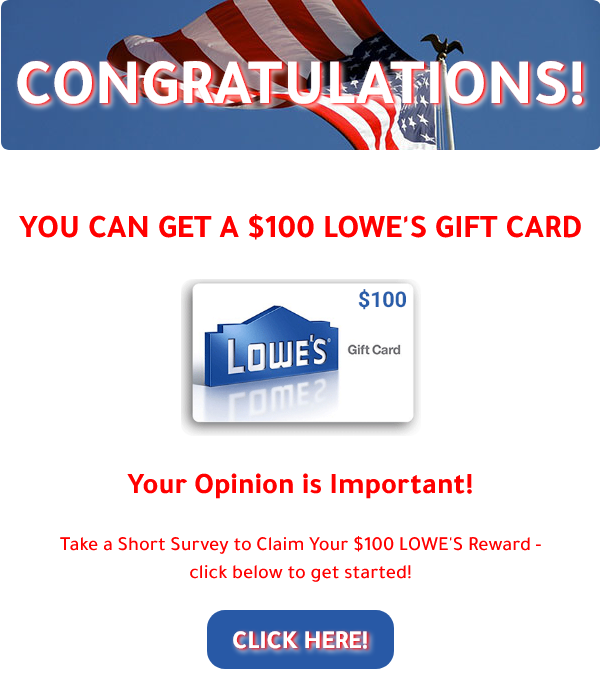 CONGRATULATIONS!
YOU CAN GET A $100 LOWE'S GIFT CARD
$100
LOWE'S
Gift Card
Your Opinion is Important!
Take a Short Survey to Claim Your $100 LOWE'S Reward -
click below to get started!
CLICK HERE!